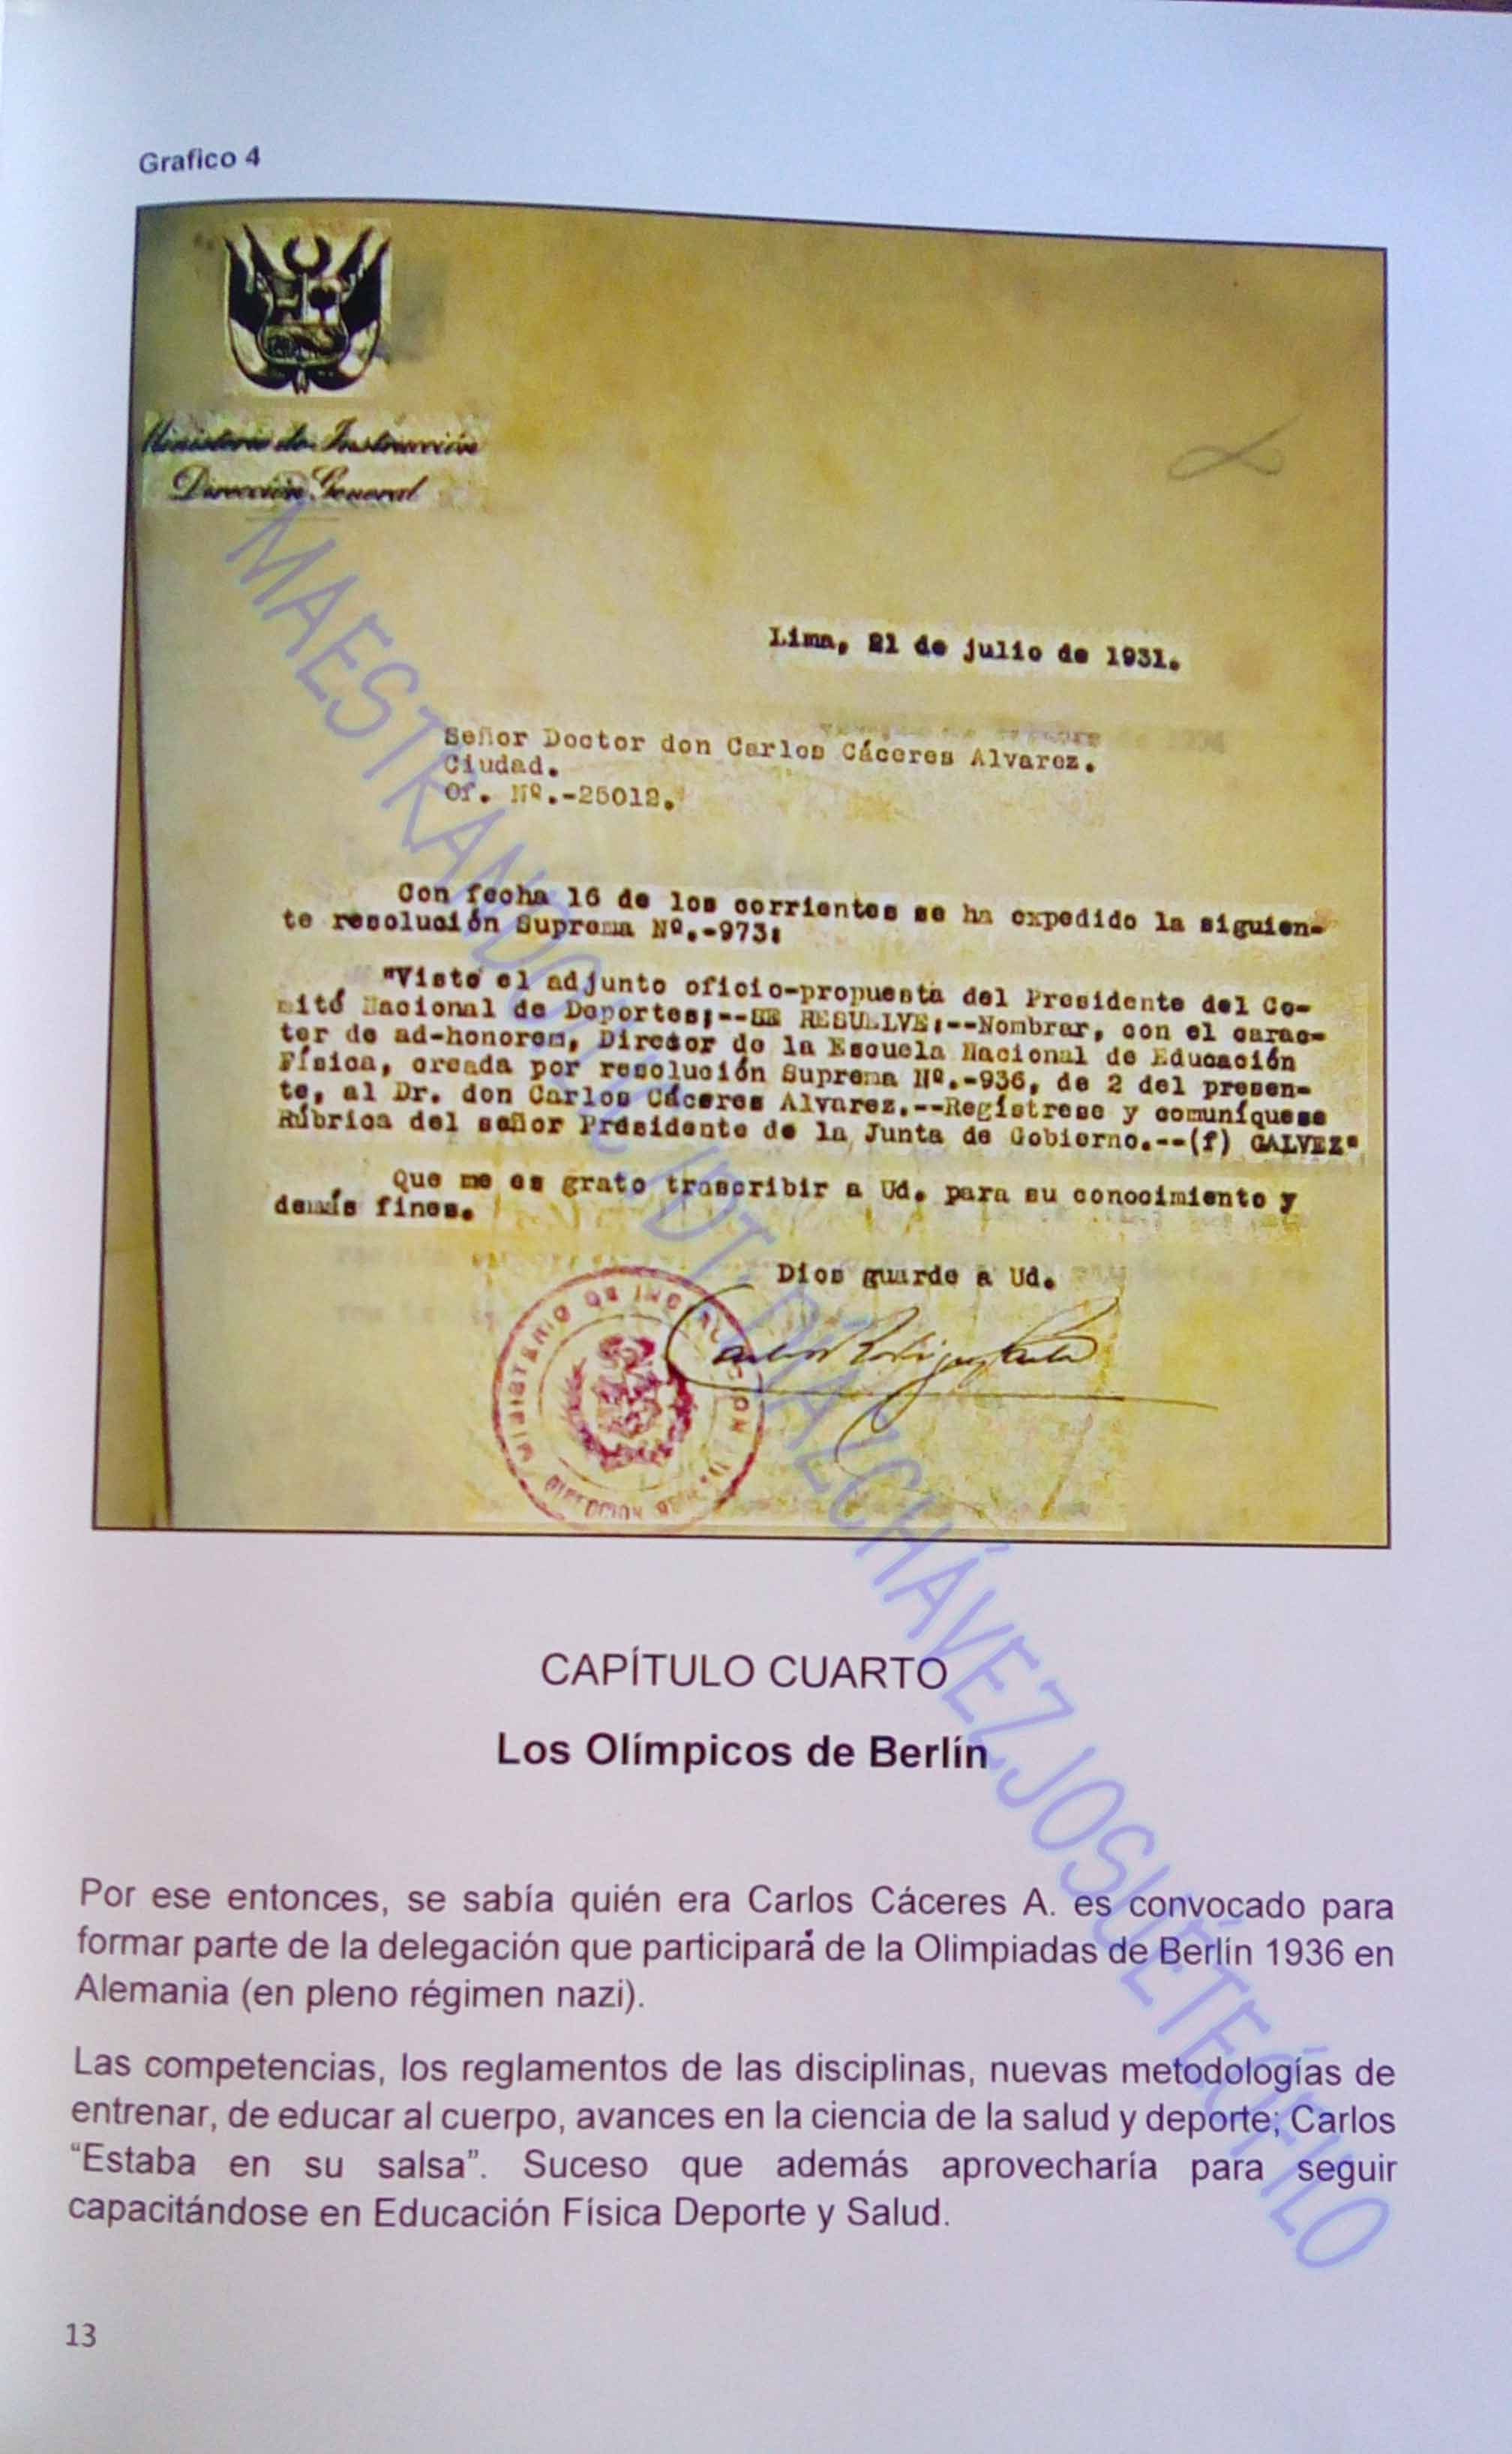 Grafico 4
Ministerio de Instrucción
Dirección General
Lima, 21 de julio de 1931.
Señor Doctor don Carlos Cáceres Alvarez.
Ciudad.
Of. Nº.-25012.
Con fecha 16 de los corrientes se ha expedido la siguien-
te resolución Suprema Nº.-973:
"Visto el adjunto oficio-propuesta del Presidente del Co-
mité Nacional de Deportes;--SE RESUELVE:--Nombrar, con el carac-
ter de ad-honorem, Director de la Escuela Nacional de Educación
Física, creada por resolución Suprema Nº.-936, de 2 del presen-
te, al Dr. don Carlos Cáceres Alvarez.--Regístrese y comuníquese
Rúbrica del señor Presidente de la Junta de Gobierno.--(f) GALVEZ"
Que me es grato trascribir a Ud. para su conocimiento y
demás fines.
Dios guarde a Ud.
MINISTERIO DE INSTRUCCION
DIRECCION
CAPÍTULO CUARTO
Los Olímpicos de Berlín
Por ese entonces, se sabía quién era Carlos Cáceres A. es convocado para
formar parte de la delegación que participará de la Olimpiadas de Berlín 1936 en
Alemania (en pleno régimen nazi).
Las competencias, los reglamentos de las disciplinas, nuevas metodologías de
entrenar, de educar al cuerpo, avances en la ciencia de la salud y deporte; Carlos
“Estaba en su salsa”. Suceso que además aprovecharía para seguir
capacitándose en Educación Física Deporte y Salud.
13